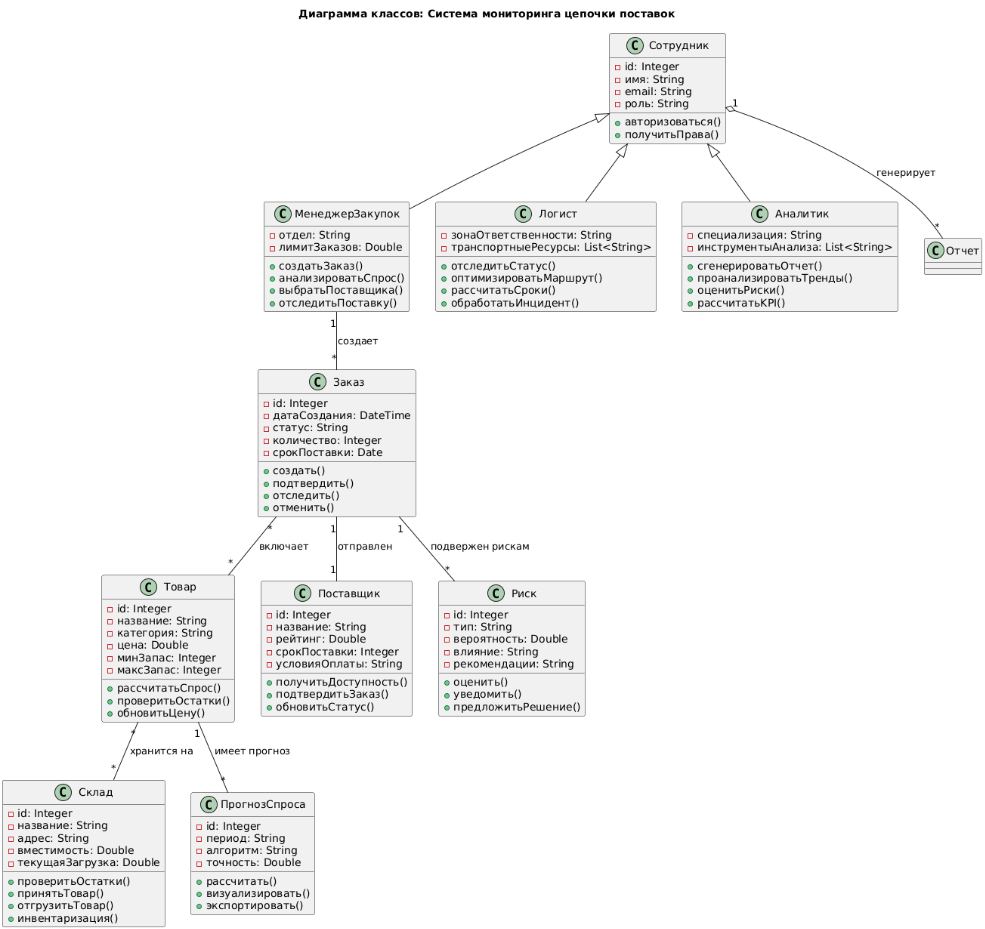 Диаграмма классов: Система мониторинга цепочки поставок
C Сотрудник
id: Integer
имя: String
email: String
роль: String
авторизоваться()
получитьПрава()
1
генерирует
*
C МенеджерЗакупок
отдел: String
лимитЗаказов: Double
создатьЗаказ()
анализироватьСпрос()
выбратьПоставщика()
отследитьПоставку()
C Логист
зонаОтветственности: String
транспортныеРесурсы: List<String>
отследитьСтатус()
оптимизироватьМаршрут()
рассчитатьСроки()
обработатьИнцидент()
C Аналитик
специализация: String
инструментыАнализа: List<String>
сгенерироватьОтчет()
проанализироватьТренды()
оценитьРиски()
рассчитатьKPI()
C Отчет
1
создает
*
C Заказ
id: Integer
датаСоздания: DateTime
статус: String
количество: Integer
срокПоставки: Date
создать()
подтвердить()
отследить()
отменить()
*
включает
*
1
отправлен
1
1
подвержен рискам
*
C Товар
id: Integer
название: String
категория: String
цена: Double
минЗапас: Integer
максЗапас: Integer
рассчитатьСпрос()
проверитьОстатки()
обновитьЦену()
C Поставщик
id: Integer
название: String
рейтинг: Double
срокПоставки: Integer
условияОплаты: String
получитьДоступность()
подтвердитьЗаказ()
обновитьСтатус()
C Риск
id: Integer
тип: String
вероятность: Double
влияние: String
рекомендации: String
оценить()
уведомить()
предложитьРешение()
*
хранится на
*
1
имеет прогноз
*
C Склад
id: Integer
название: String
адрес: String
вместимость: Double
текущаяЗагрузка: Double
проверитьОстатки()
принятьТовар()
отгрузитьТовар()
инвентаризация()
C ПрогнозСпроса
id: Integer
период: String
алгоритм: String
точность: Double
рассчитать()
визуализировать()
экспортировать()